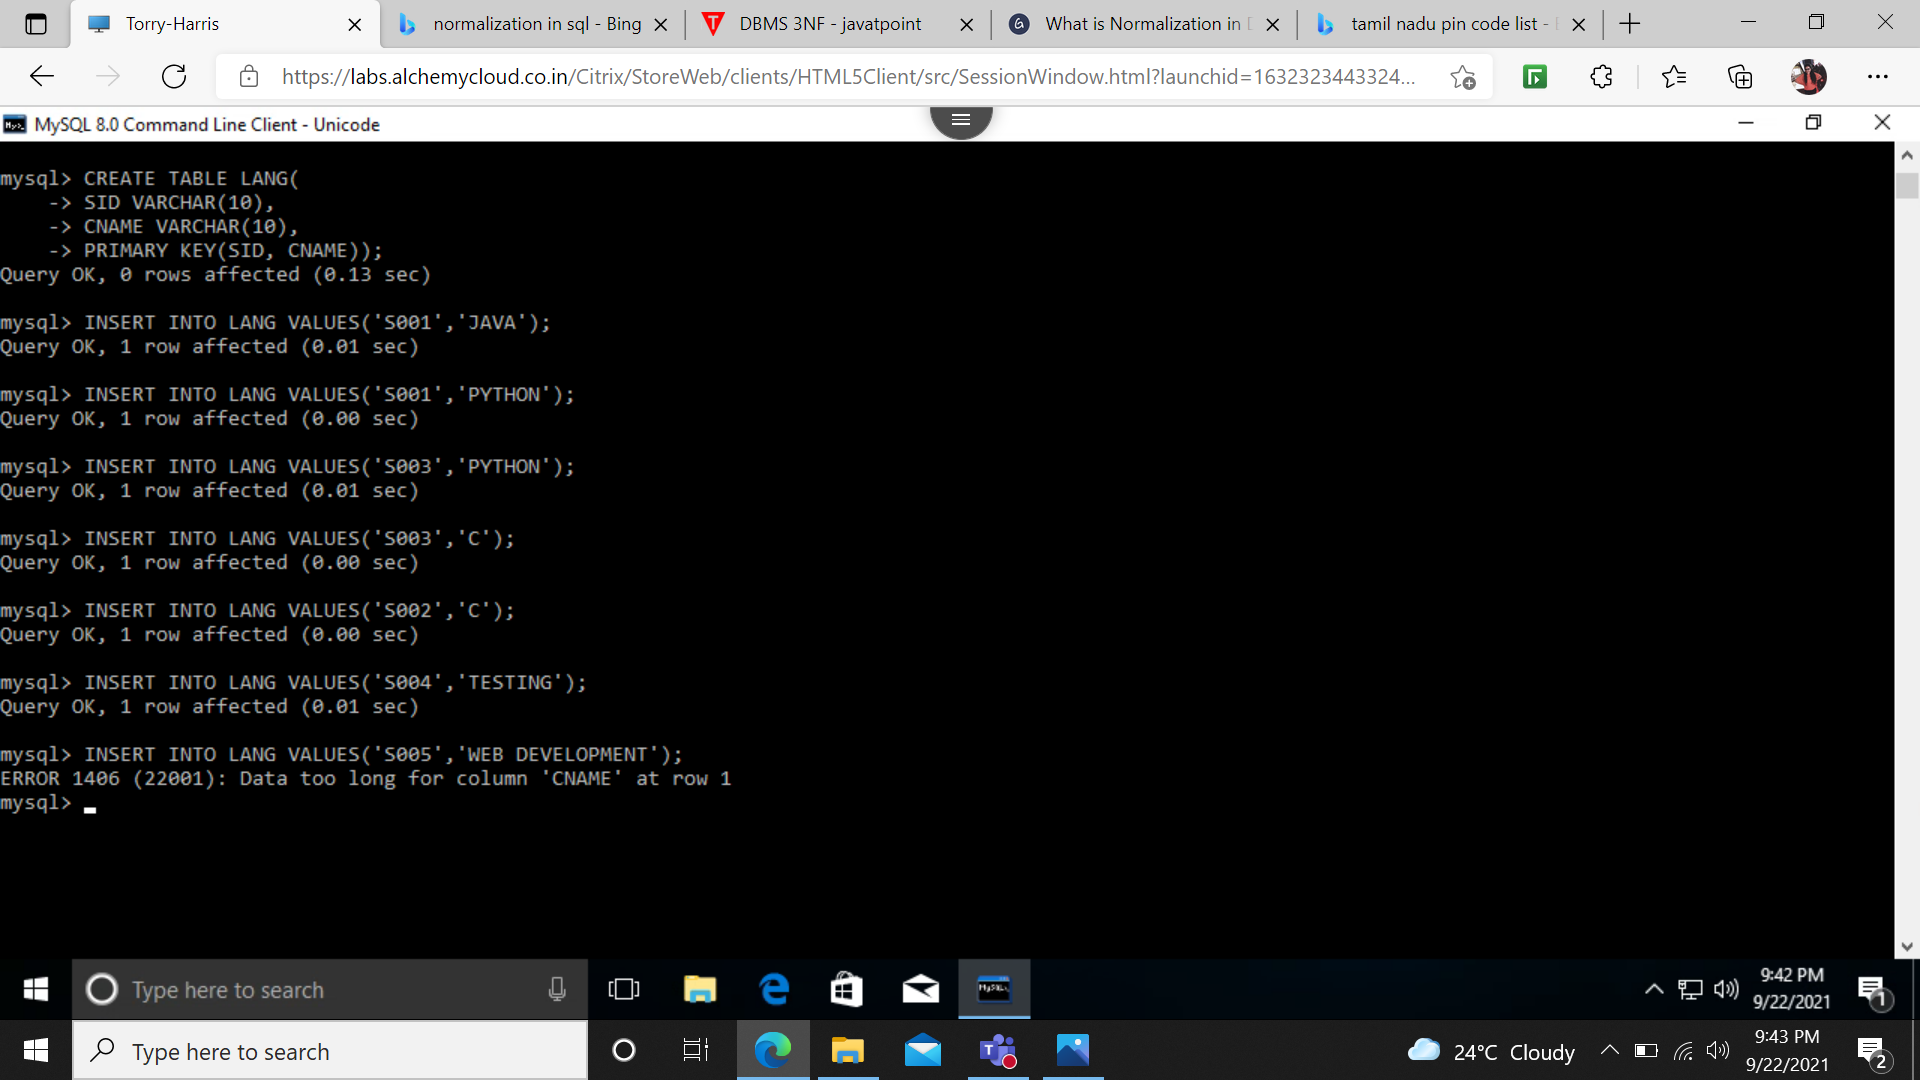 Torry-Harris
normalization in sql - Bing
DBMS 3NF - javatpoint
What is Normalization in D
tamil nadu pin code list -
https://labs.alchemycloud.co.in/Citrix/StoreWeb/clients/HTML5Client/src/SessionWindow.html?launchid=1632323443324...
MySQL 8.0 Command Line Client - Unicode
mysql> CREATE TABLE LANG(
    -> SID VARCHAR(10),
    -> CNAME VARCHAR(10),
    -> PRIMARY KEY(SID, CNAME));
Query OK, 0 rows affected (0.13 sec)
mysql> INSERT INTO LANG VALUES('S001','JAVA');
Query OK, 1 row affected (0.01 sec)
mysql> INSERT INTO LANG VALUES('S001','PYTHON');
Query OK, 1 row affected (0.00 sec)
mysql> INSERT INTO LANG VALUES('S003','PYTHON');
Query OK, 1 row affected (0.01 sec)
mysql> INSERT INTO LANG VALUES('S003','C');
Query OK, 1 row affected (0.00 sec)
mysql> INSERT INTO LANG VALUES('S002','C');
Query OK, 1 row affected (0.00 sec)
mysql> INSERT INTO LANG VALUES('S004','TESTING');
Query OK, 1 row affected (0.01 sec)
mysql> INSERT INTO LANG VALUES('S005','WEB DEVELOPMENT');
ERROR 1406 (22001): Data too long for column 'CNAME' at row 1
mysql> _
Type here to search
9:42 PM
9/22/2021
1
Type here to search
24°C Cloudy
9:43 PM
9/22/2021
2